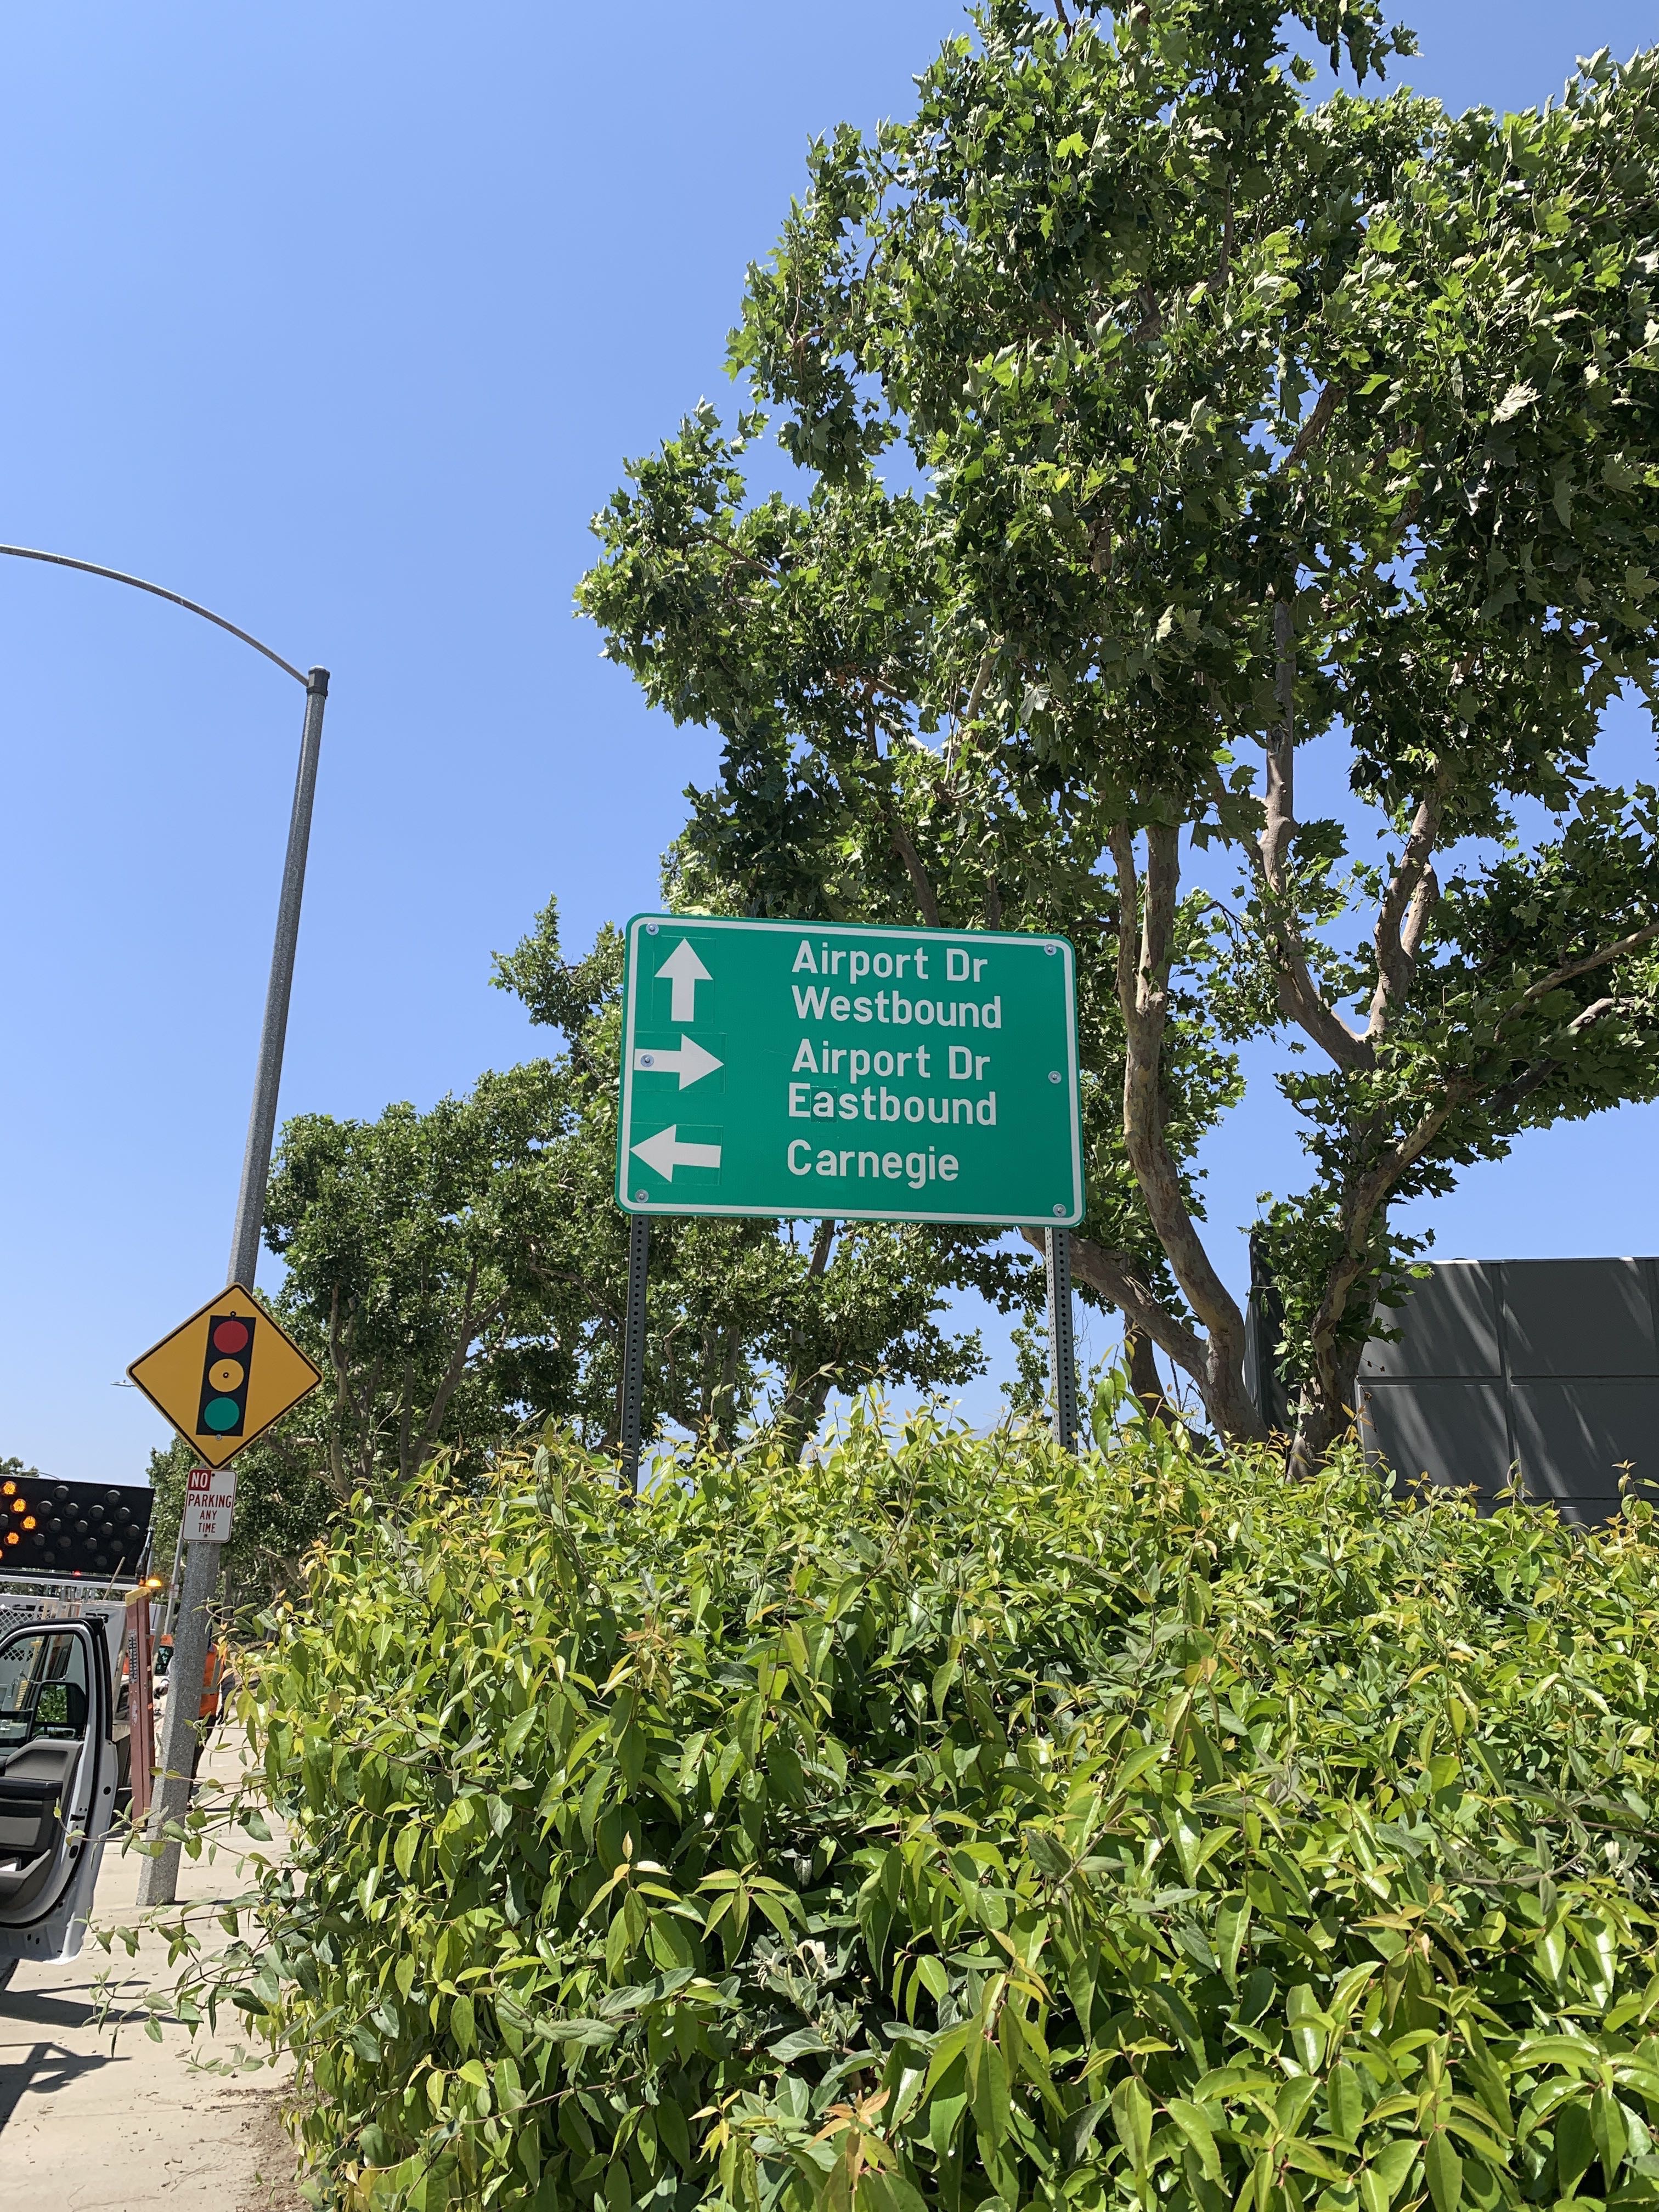 Airport Dr
Westbound
Airport Dr
Eastbound
Carnegie
NO
PARKING
ANY
TIME